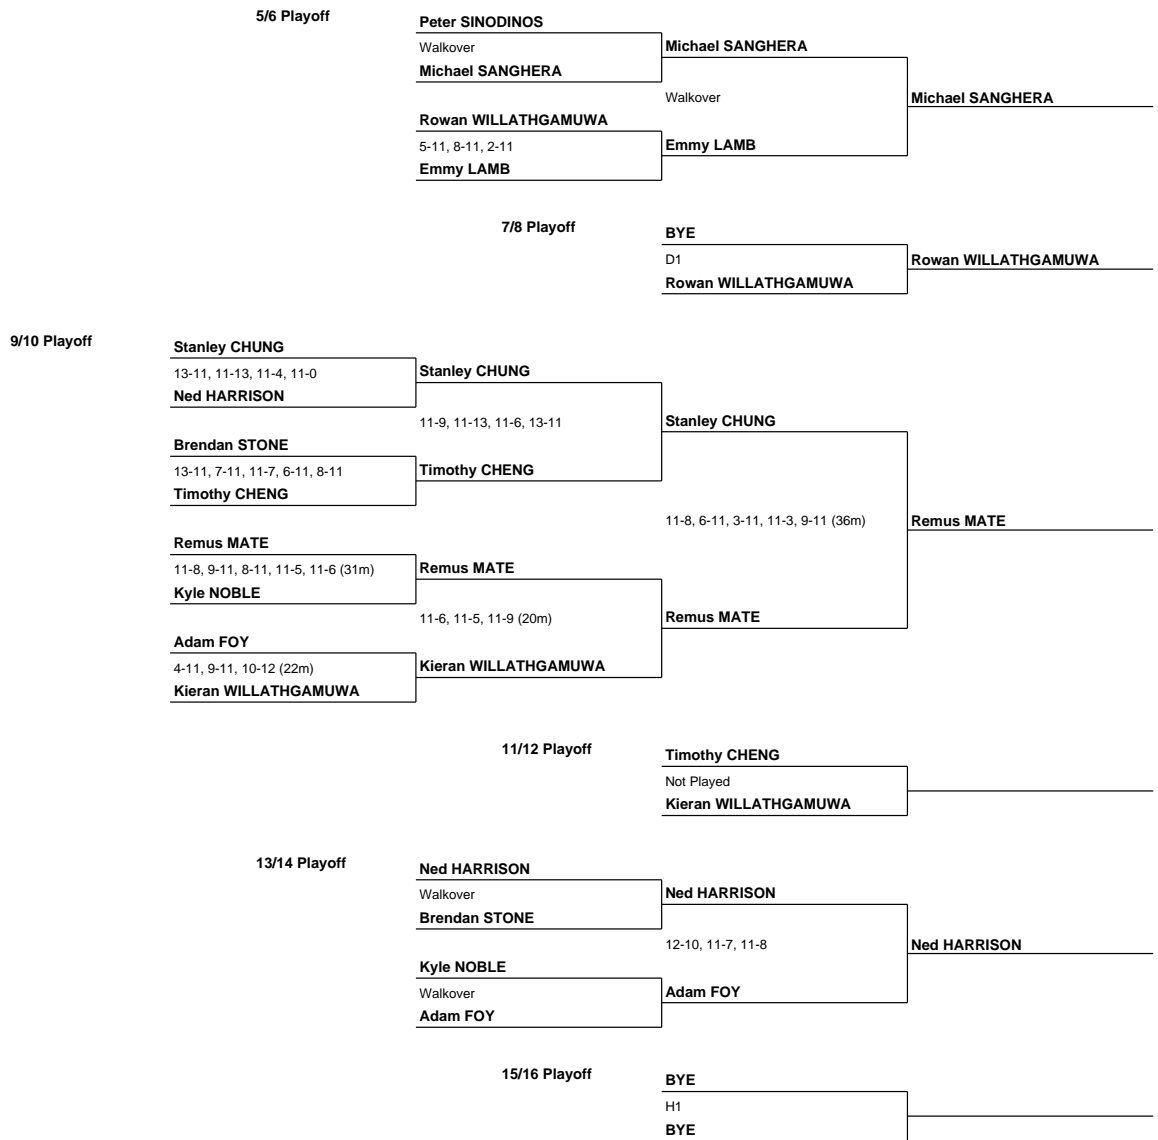 5/6 Playoff
Peter SINODINOS
Walkover
Michael SANGHERA
Michael SANGHERA
Walkover
Michael SANGHERA
Rowan WILLATHGAMUWA
5-11, 8-11, 2-11
Emmy LAMB
Emmy LAMB
7/8 Playoff
BYE
D1
Rowan WILLATHGAMUWA
Rowan WILLATHGAMUWA
9/10 Playoff
Stanley CHUNG
13-11, 11-13, 11-4, 11-0
Stanley CHUNG
Ned HARRISON
11-9, 11-13, 11-6, 13-11
Stanley CHUNG
Brendan STONE
13-11, 7-11, 11-7, 6-11, 8-11
Timothy CHENG
Timothy CHENG
11-8, 6-11, 3-11, 11-3, 9-11 (36m)
Remus MATE
Remus MATE
11-8, 9-11, 8-11, 11-5, 11-6 (31m)
Remus MATE
Kyle NOBLE
11-6, 11-5, 11-9 (20m)
Remus MATE
Adam FOY
4-11, 9-11, 10-12 (22m)
Kieran WILLATHGAMUWA
Kieran WILLATHGAMUWA
11/12 Playoff
Timothy CHENG
Not Played
Kieran WILLATHGAMUWA
13/14 Playoff
Ned HARRISON
Walkover
Ned HARRISON
Brendan STONE
12-10, 11-7, 11-8
Ned HARRISON
Kyle NOBLE
Walkover
Adam FOY
Adam FOY
15/16 Playoff
BYE
H1
BYE